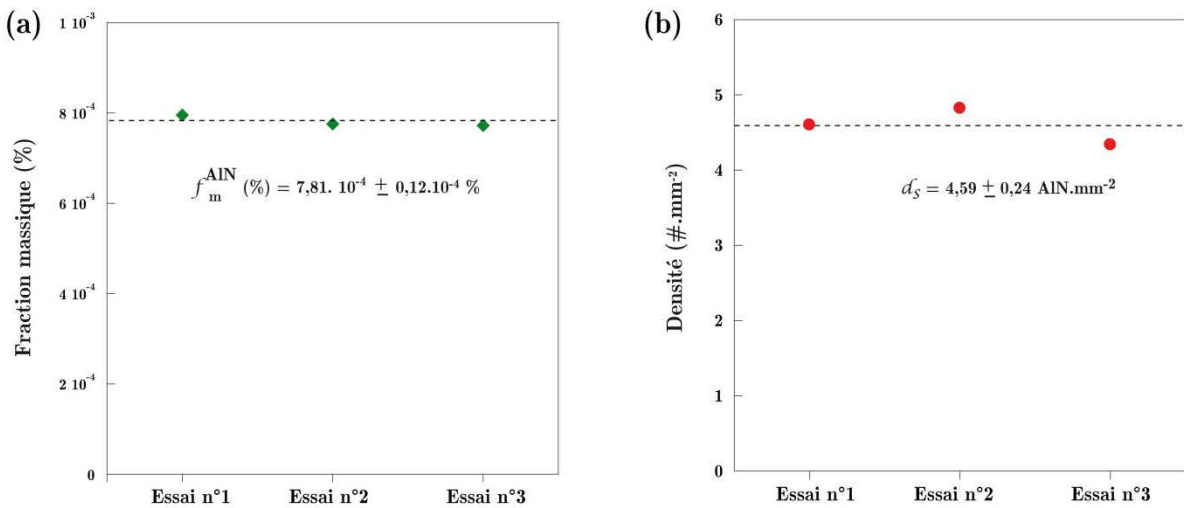 (a)
1 10-3
8 10-4
6 10-4
4 10-4
2 10-4
0
Fraction massique (%)
f m AlN (%) = 7,81. 10-4 ± 0,12.10-4 %
Essai n°1 Essai n°2 Essai n°3
(b)
6
5
4
3
2
1
0
Densité (#.mm-2)
dS = 4,59 ± 0,24 AlN.mm-2
Essai n°1 Essai n°2 Essai n°3